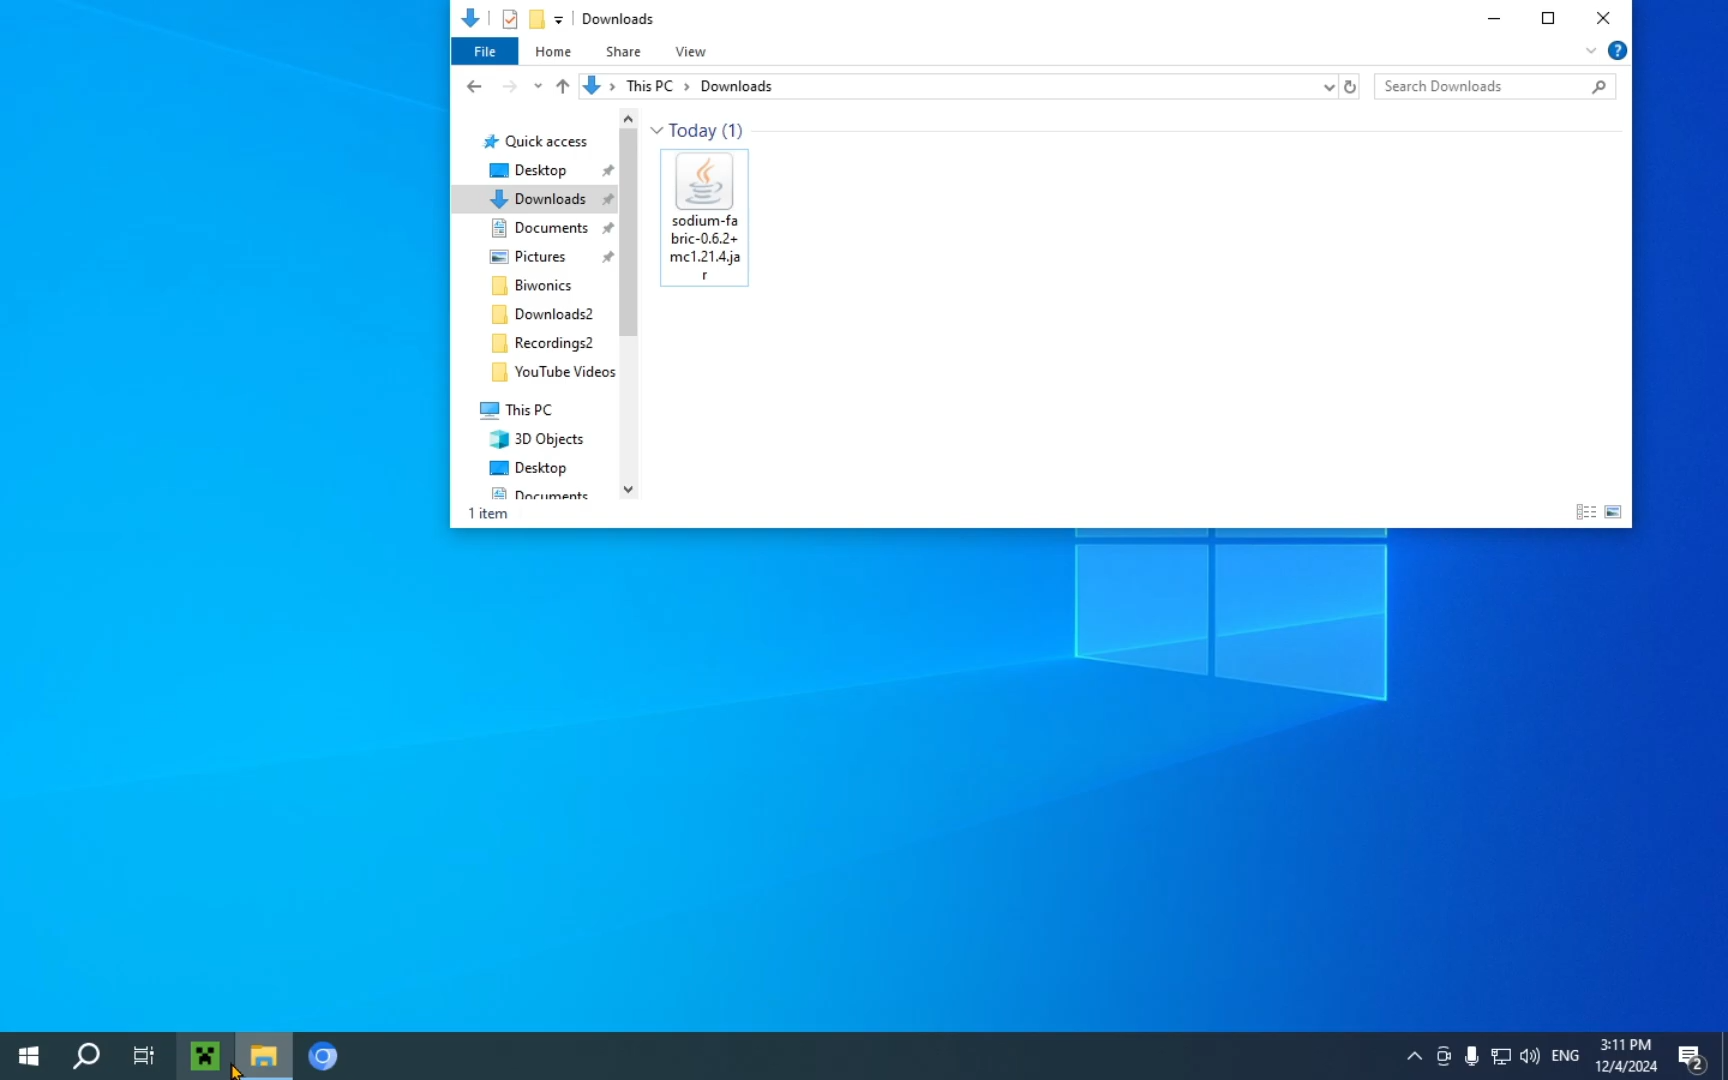 Downloads
File Home Share View
This PC Downloads Search Downloads
Quick access
Desktop
Downloads
Documents
Pictures
Biwonics
Downloads2
Recordings2
YouTube Videos
This PC
3D Objects
Desktop
Documents
Today (1)
sodium-fa
bric-0.6.2+
mc1.21.4.ja
r
1 item
ENG
3:11 PM
12/4/2024
2